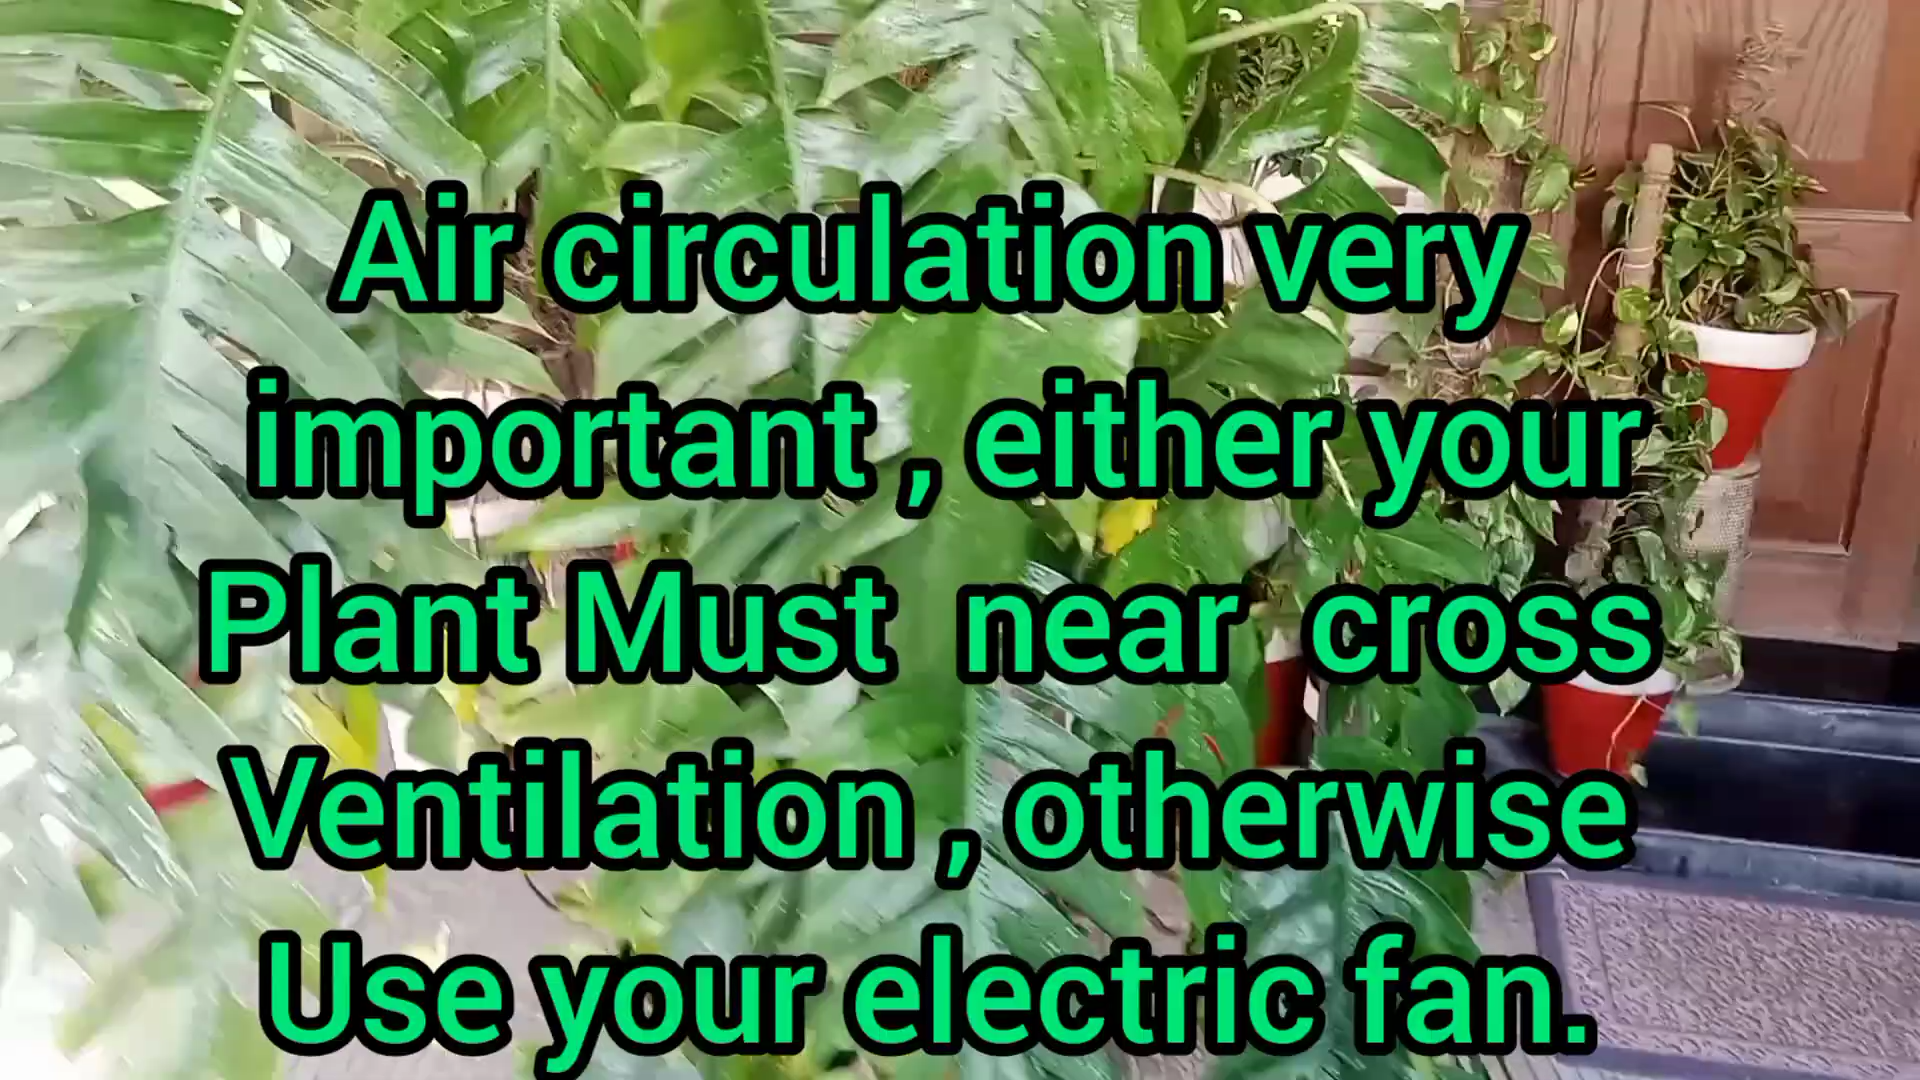 Air circulation very
important , either your
Plant Must near cross
Ventilation , otherwise
Use your electric fan.